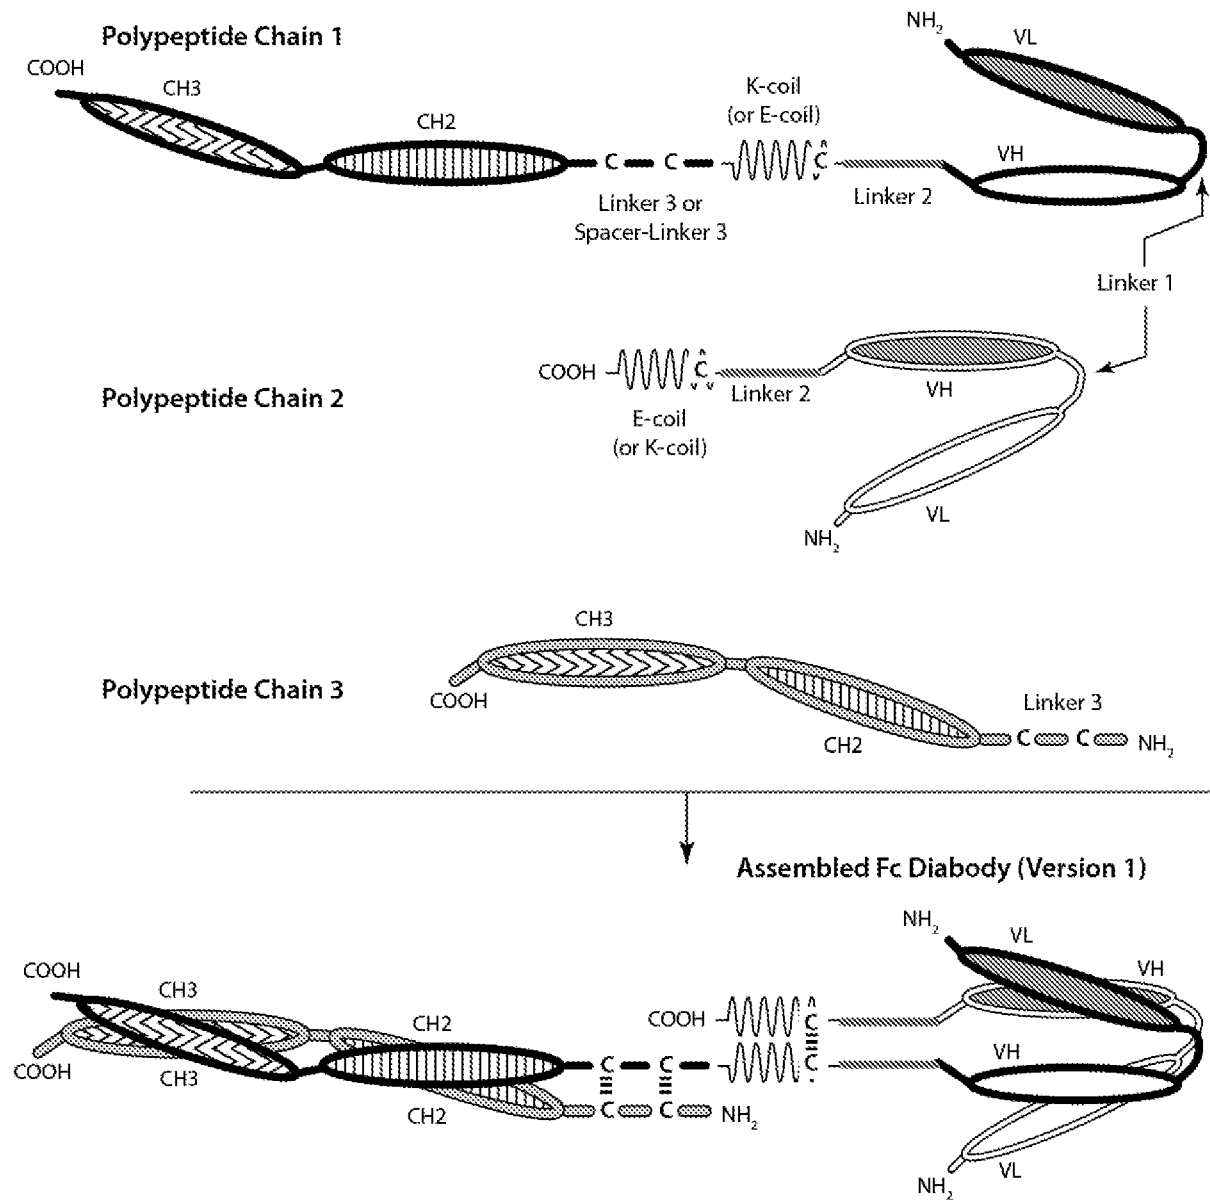 Polypeptide Chain 1
NH2
VL
COOH
CH3
CH2
K-coil
(or E-coil)
C C C
VH
Linker 3 or
Spacer-Linker 3
Linker 2
Linker 1
Polypeptide Chain 2
COOH
C
Linker 2
VH
E-coil
(or K-coil)
VL
NH2
Polypeptide Chain 3
CH3
COOH
CH2
Linker 3
C C NH2
Assembled Fc Diabody (Version 1)
NH2
VL
VH
COOH
CH3
CH2
COOH
C
COOH
CH3
C C C
VH
CH2
C C NH2
NH2
VL